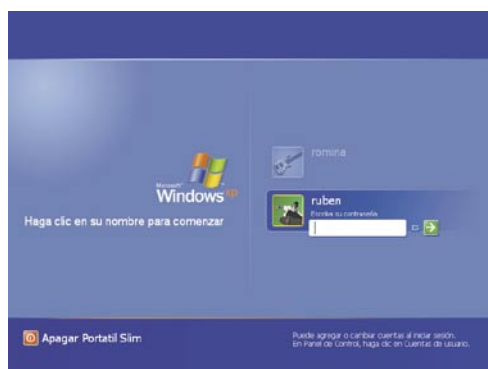 romina
Microsoft
Windows xp
ruben
Escriba su contraseña
Haga clic en su nombre para comenzar
Apagar Portatil Slim
Puede agregar o cambiar cuentas al iniciar sesión.
En Panel de Control, haga clic en Cuentas de usuario.